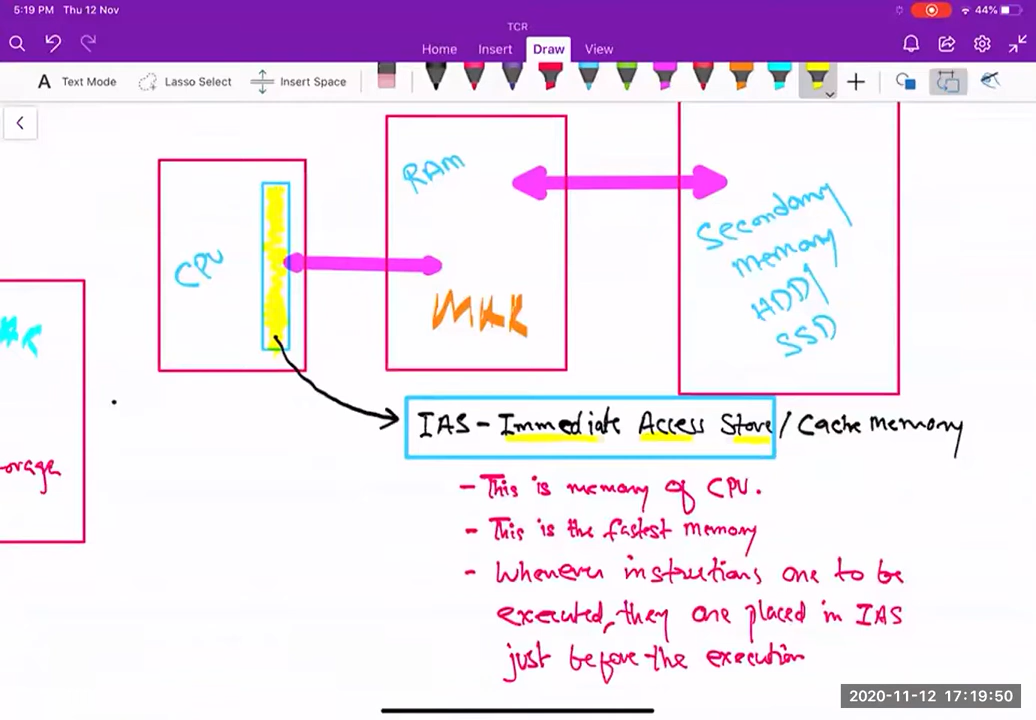 5:19 PM Thu 12 Nov
44%
TCR
Home Insert Draw View
A Text Mode Lasso Select Insert Space
RAM
CPU
Secondary
memory
HDD/
SSD
orage
IAS - Immediate Access Store / Cache Memory
- This is memory of CPU.
- This is the fastest memory
- Whenever instructions are to be
executed, they are placed in IAS
just before the execution
2020-11-12 17:19:50